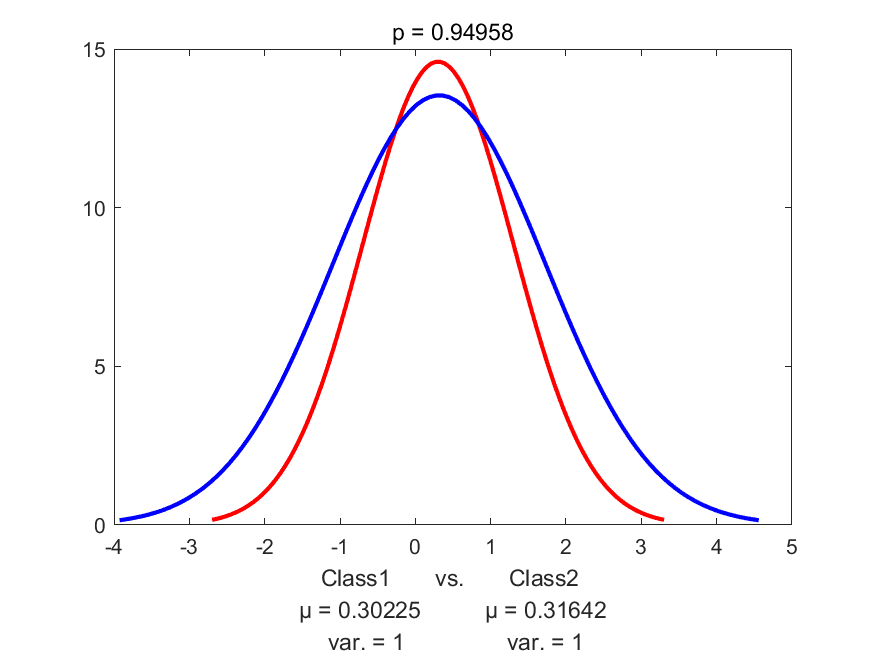 p = 0.94958
15
10
5
0
-4 -3 -2 -1 0 1 2 3 4 5
Class1 vs. Class2
μ = 0.30225 μ = 0.31642
var. = 1 var. = 1